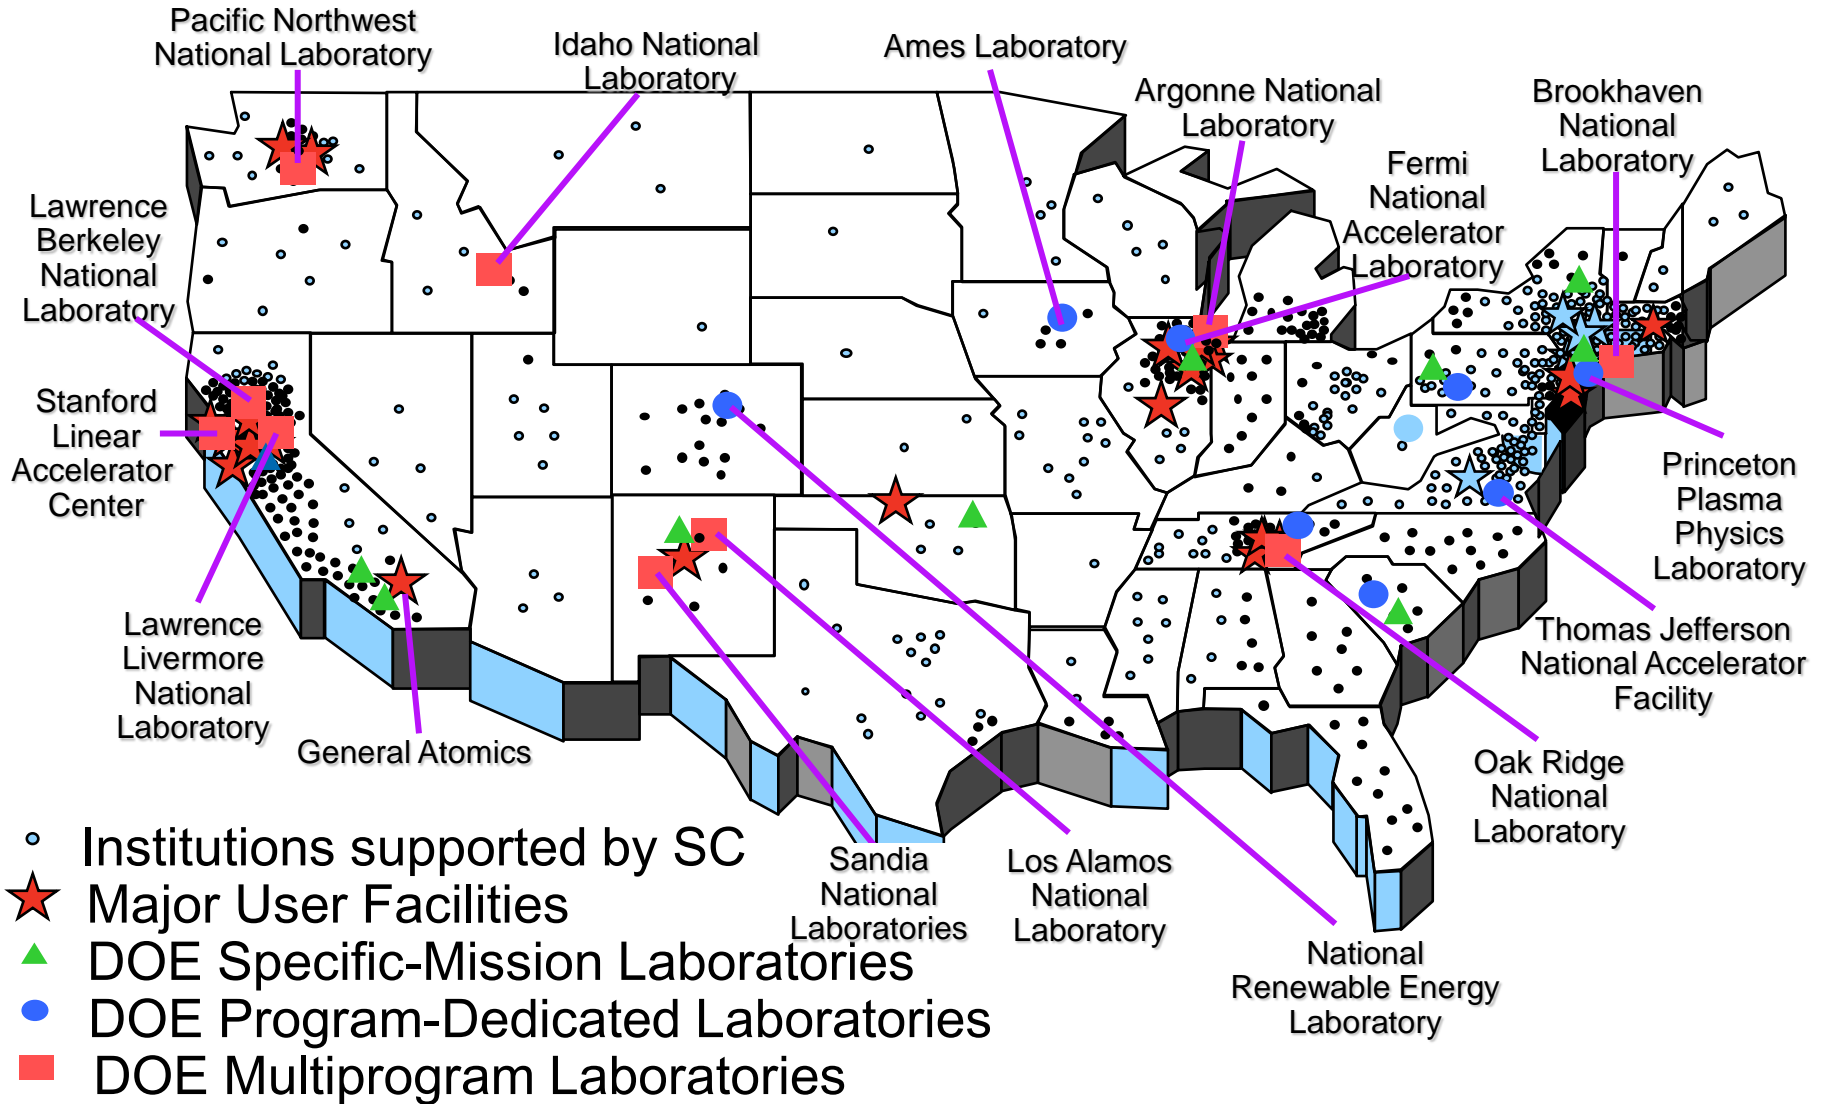 Pacific Northwest
National Laboratory
Idaho National
Laboratory
Ames Laboratory
Argonne National
Laboratory
Brookhaven
National
Laboratory
Fermi
National
Accelerator
Laboratory
Lawrence
Berkeley
National
Laboratory
Stanford
Linear
Accelerator
Center
Princeton
Plasma
Physics
Laboratory
Lawrence
Livermore
National
Laboratory
General Atomics
Thomas Jefferson
National Accelerator
Facility
Oak Ridge
National
Laboratory
Sandia
National
Laboratories
Los Alamos
National
Laboratory
National
Renewable Energy
Laboratory
Institutions supported by SC
Major User Facilities
DOE Specific-Mission Laboratories
DOE Program-Dedicated Laboratories
DOE Multiprogram Laboratories